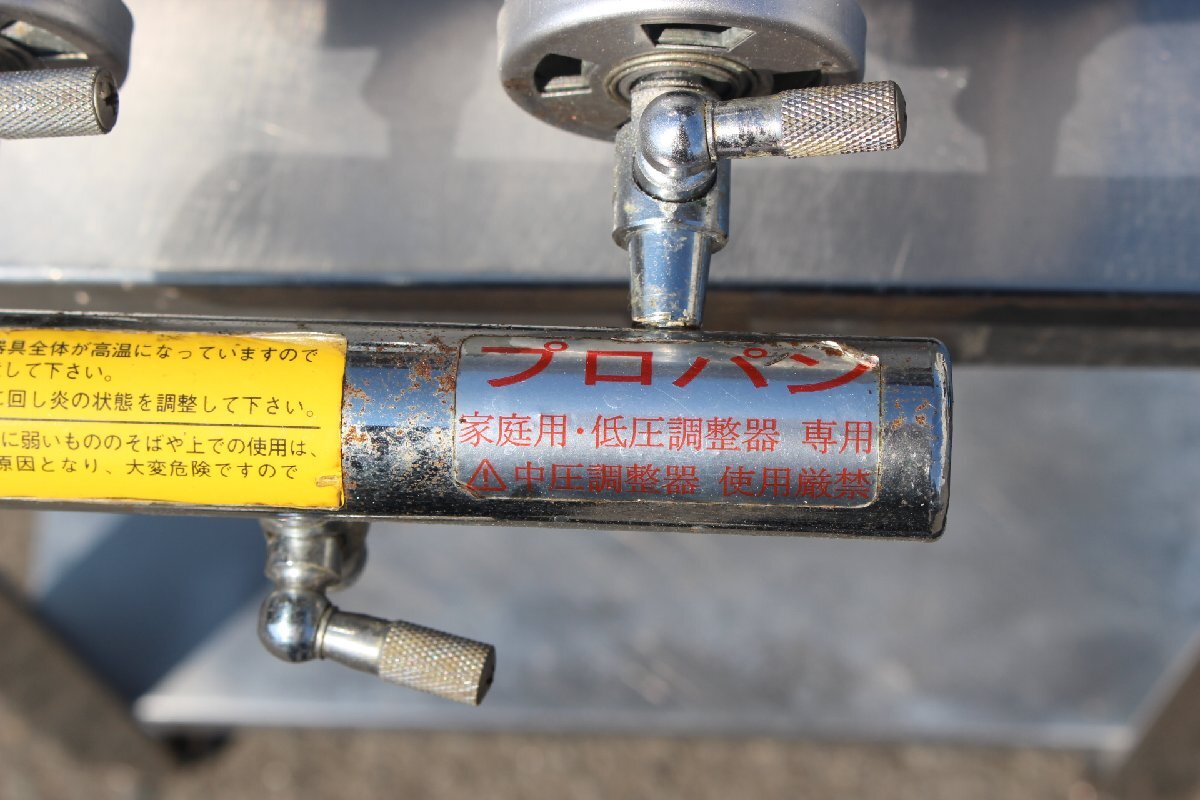 器具全体が高温になっていますので
して下さい。
に回し炎の状態を調整して下さい。
に弱いもののそばや上での使用は、
原因となり、大変危険ですので
プロパン
家庭用・低圧調整器 専用
⚠中圧調整器 使用厳禁